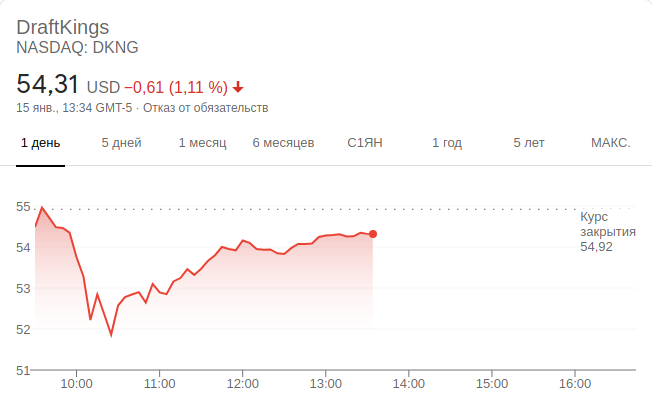 DraftKings
NASDAQ: DKNG
54,31 USD −0,61 (1,11 %)
15 янв., 13:34 GMT-5 · Отказ от обязательств
1 день 5 дней 1 месяц 6 месяцев С1ЯН 1 год 5 лет МАКС.
55
Курс
закрытия
54,92
54
53
52
51
10:00 11:00 12:00 13:00 14:00 15:00 16:00